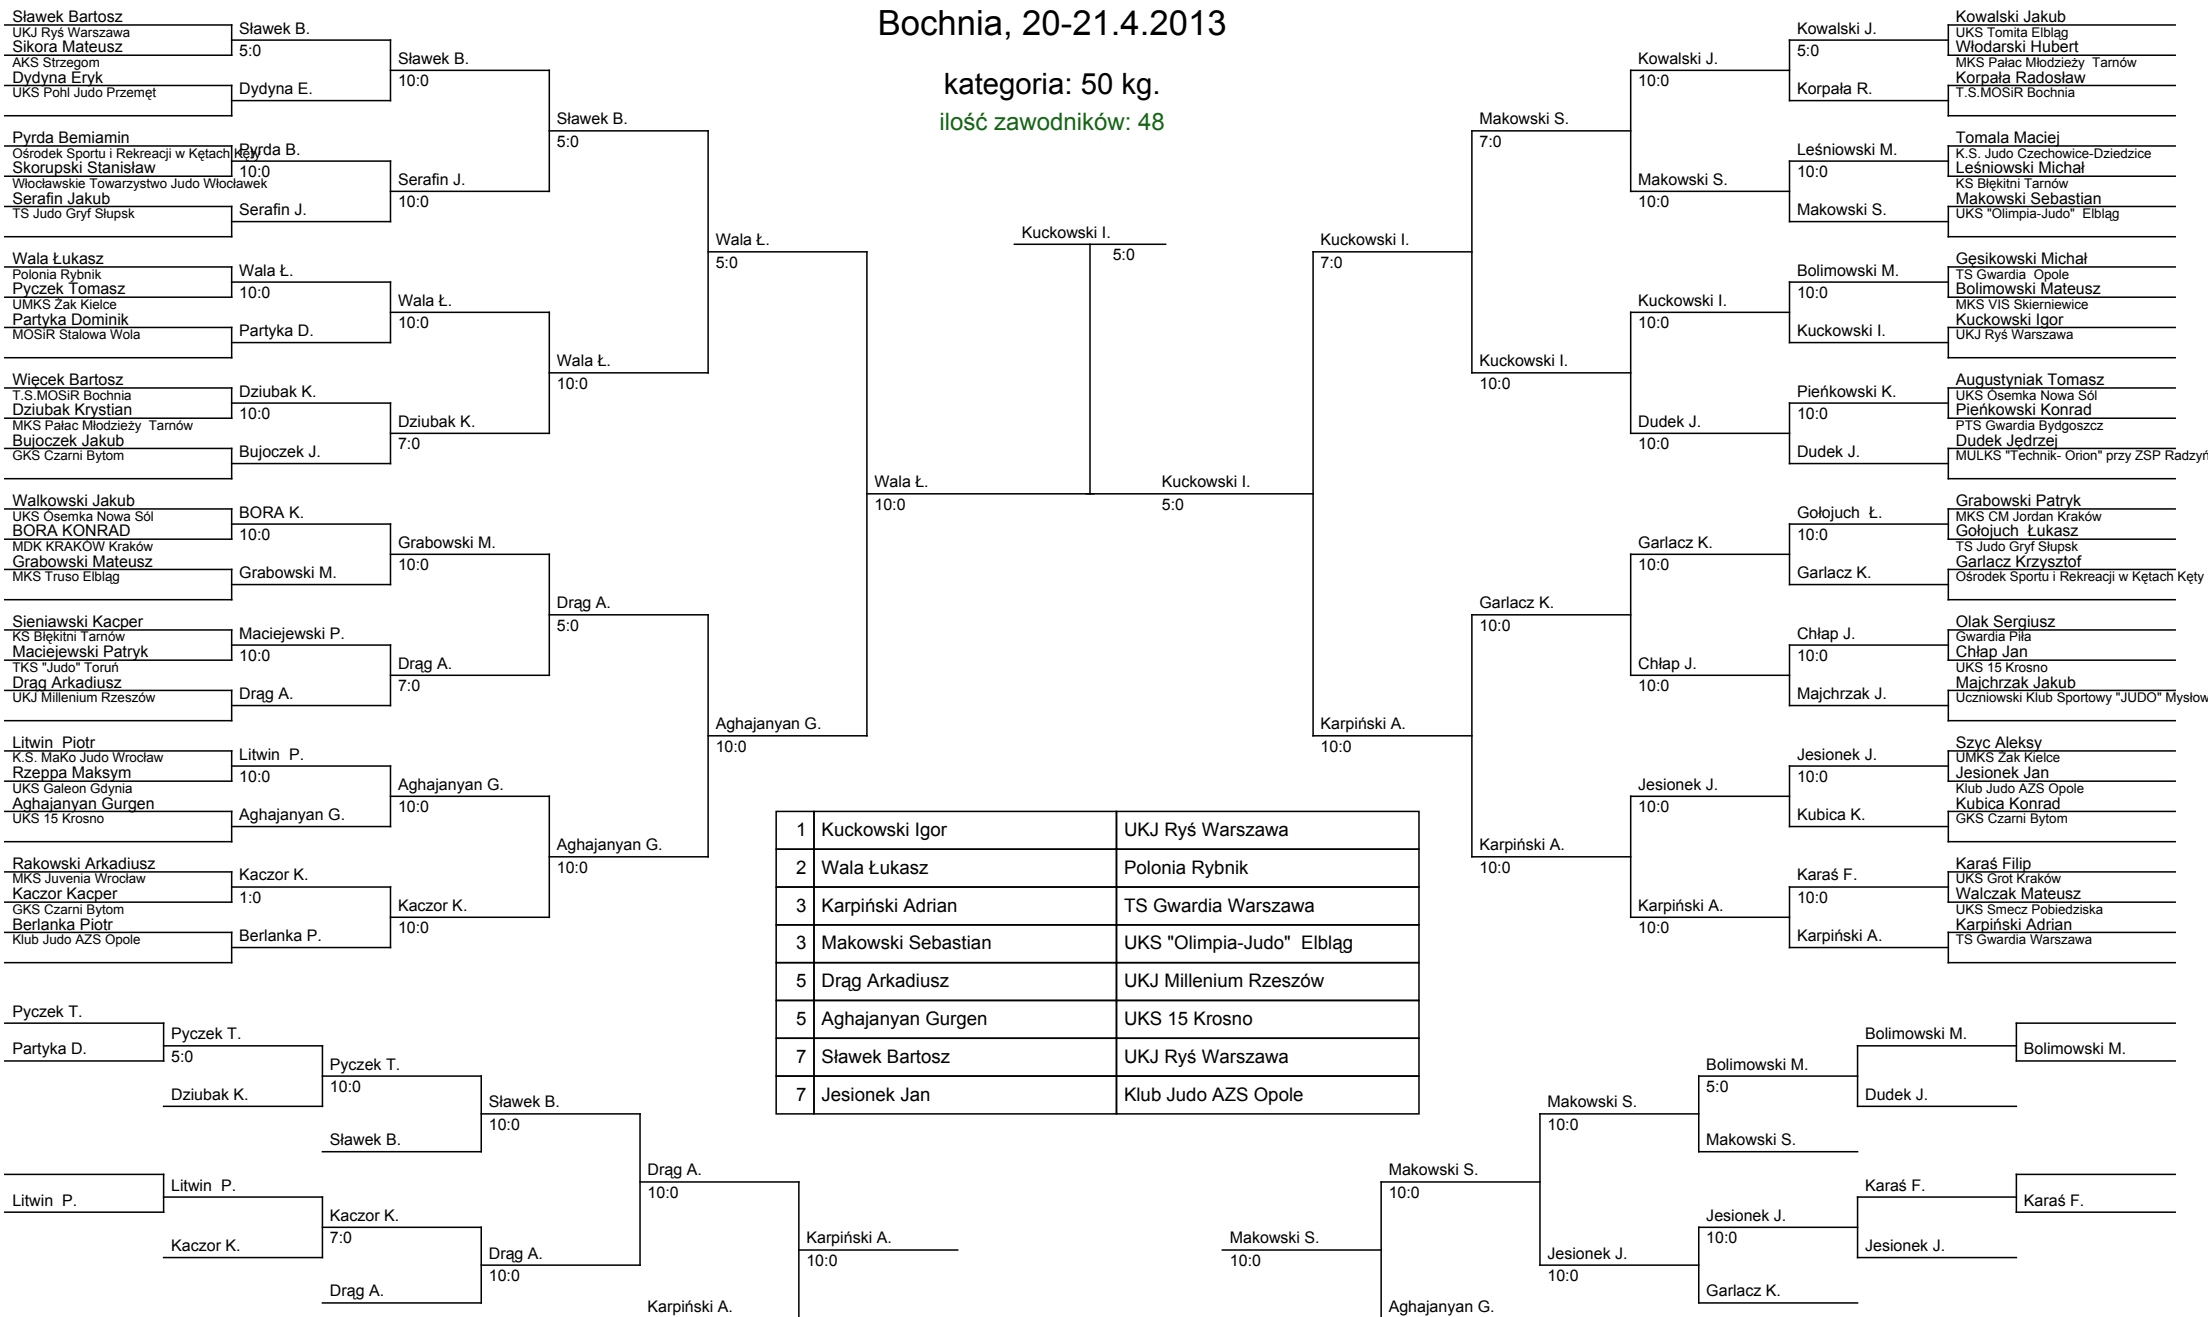 Bochnia, 20-21.4.2013
kategoria: 50 kg.
ilość zawodników: 48
Sławek Bartosz
UKJ Ryś Warszawa
Sikora Mateusz
AKS Strzegom
Dydyna Eryk
UKS Pohl Judo Przemęt
Pyrda Bemiamin
Ośrodek Sportu i Rekreacji w Kętach Kęty
Skorupski Stanisław
Włocławskie Towarzystwo Judo Włocławek
Serafin Jakub
TS Judo Gryf Słupsk
Wala Łukasz
Polonia Rybnik
Pyczek Tomasz
UMKS Żak Kielce
Partyka Dominik
MOSiR Stalowa Wola
Więcek Bartosz
T.S.MOSiR Bochnia
Dziubak Krystian
MKS Pałac Młodzieży Tarnów
Bujoczek Jakub
GKS Czarni Bytom
Walkowski Jakub
UKS Ósemka Nowa Sól
BORA KONRAD
MDK KRAKÓW Kraków
Grabowski Mateusz
MKS Truso Elbląg
Sieniawski Kacper
KS Błękitni Tarnów
Maciejewski Patryk
TKS "Judo" Toruń
Drąg Arkadiusz
UKJ Millenium Rzeszów
Litwin Piotr
K.S. MaKo Judo Wrocław
Rzeppa Maksym
UKS Galeon Gdynia
Aghajanyan Gurgen
UKS 15 Krosno
Rakowski Arkadiusz
MKS Juvenia Wrocław
Kaczor Kacper
GKS Czarni Bytom
Berlanka Piotr
Klub Judo AZS Opole
Sławek B.
5:0
Dydyna E.
Pyrda B.
10:0
Serafin J.
Wala Ł.
10:0
Partyka D.
Dziubak K.
10:0
Bujoczek J.
BORA K.
10:0
Grabowski M.
Maciejewski P.
10:0
Drąg A.
Litwin P.
10:0
Aghajanyan G.
Kaczor K.
1:0
Berlanka P.
Sławek B.
10:0
Serafin J.
10:0
Wala Ł.
10:0
Dziubak K.
7:0
Grabowski M.
10:0
Drąg A.
7:0
Aghajanyan G.
10:0
Kaczor K.
10:0
Sławek B.
5:0
Wala Ł.
10:0
Drąg A.
5:0
Aghajanyan G.
10:0
Wala Ł.
5:0
Aghajanyan G.
10:0
Wala Ł.
10:0
Kuckowski I.
5:0
Kuckowski I.
5:0
Kuckowski I.
7:0
Karpiński A.
10:0
Makowski S.
7:0
Kuckowski I.
10:0
Garlacz K.
10:0
Karpiński A.
10:0
Kowalski J.
10:0
Makowski S.
10:0
Kuckowski I.
10:0
Dudek J.
10:0
Garlacz K.
10:0
Chłap J.
10:0
Jesionek J.
10:0
Karpiński A.
10:0
Kowalski J.
5:0
Korpała R.
Leśniowski M.
10:0
Makowski S.
Bolimowski M.
10:0
Kuckowski I.
Pieńkowski K.
10:0
Dudek J.
Gołojuch Ł.
10:0
Garlacz K.
Chłap J.
10:0
Majchrzak J.
Jesionek J.
10:0
Kubica K.
Karaś F.
10:0
Karpiński A.
Kowalski Jakub
UKS Tomita Elbląg
Włodarski Hubert
MKS Pałac Młodzieży Tarnów
Korpała Radosław
T.S.MOSiR Bochnia
Tomala Maciej
K.S. Judo Czechowice-Dziedzice
Leśniowski Michał
KS Błękitni Tarnów
Makowski Sebastian
UKS "Olimpia-Judo" Elbląg
Gęsikowski Michał
TS Gwardia Opole
Bolimowski Mateusz
MKS VIS Skierniewice
Kuckowski Igor
UKJ Ryś Warszawa
Augustyniak Tomasz
UKS Ósemka Nowa Sól
Pieńkowski Konrad
PTS Gwardia Bydgoszcz
Dudek Jędrzej
MULKS "Technik- Orion" przy ZSP Radzyń
Grabowski Patryk
MKS CM Jordan Kraków
Gołojuch Łukasz
TS Judo Gryf Słupsk
Garlacz Krzysztof
Ośrodek Sportu i Rekreacji w Kętach Kęty
Olak Sergiusz
Gwardia Piła
Chłap Jan
UKS 15 Krosno
Majchrzak Jakub
Uczniowski Klub Sportowy "JUDO" Mysłow
Szyc Aleksy
UMKS Żak Kielce
Jesionek Jan
Klub Judo AZS Opole
Kubica Konrad
GKS Czarni Bytom
Karaś Filip
UKS Grot Kraków
Walczak Mateusz
UKS Smecz Pobiedziska
Karpiński Adrian
TS Gwardia Warszawa
1 Kuckowski Igor UKJ Ryś Warszawa
2 Wala Łukasz Polonia Rybnik
3 Karpiński Adrian TS Gwardia Warszawa
3 Makowski Sebastian UKS "Olimpia-Judo" Elbląg
5 Drąg Arkadiusz UKJ Millenium Rzeszów
5 Aghajanyan Gurgen UKS 15 Krosno
7 Sławek Bartosz UKJ Ryś Warszawa
7 Jesionek Jan Klub Judo AZS Opole
Pyczek T.
Partyka D.
Litwin P.
Pyczek T.
5:0
Dziubak K.
Litwin P.
Kaczor K.
Pyczek T.
10:0
Sławek B.
Kaczor K.
7:0
Drąg A.
Sławek B.
10:0
Drąg A.
10:0
Drąg A.
10:0
Karpiński A.
Karpiński A.
10:0
Makowski S.
10:0
Makowski S.
10:0
Aghajanyan G.
Makowski S.
10:0
Jesionek J.
10:0
Bolimowski M.
5:0
Makowski S.
Jesionek J.
10:0
Garlacz K.
Bolimowski M.
Dudek J.
Karaś F.
Jesionek J.
Bolimowski M.
Karaś F.